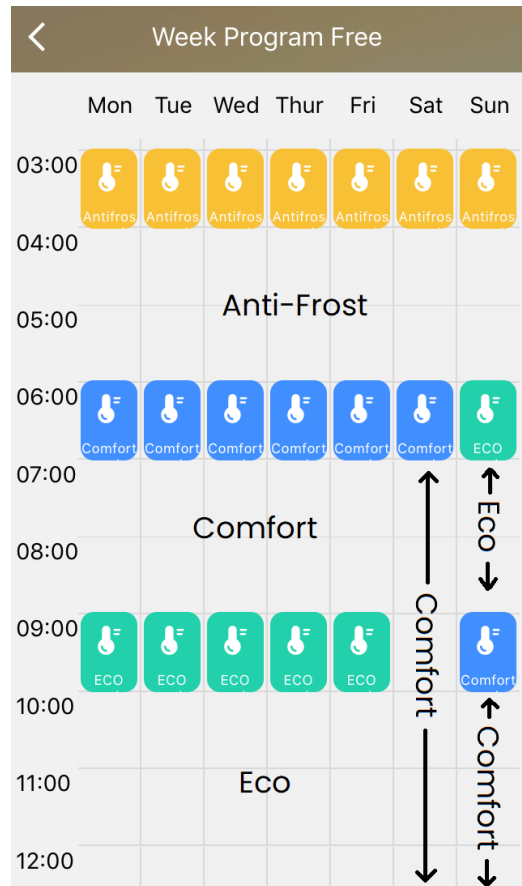 Week Program Free
Mon Tue Wed Thur Fri Sat Sun
03:00
Antifros Antifros Antifros Antifros Antifros Antifros Antifros
04:00
Anti-Frost
05:00
06:00
Comfort Comfort Comfort Comfort Comfort Comfort ECO
07:00
Comfort
Eco
08:00
Comfort
09:00
ECO ECO ECO ECO ECO Comfort
10:00
Comfort
11:00
Eco
12:00